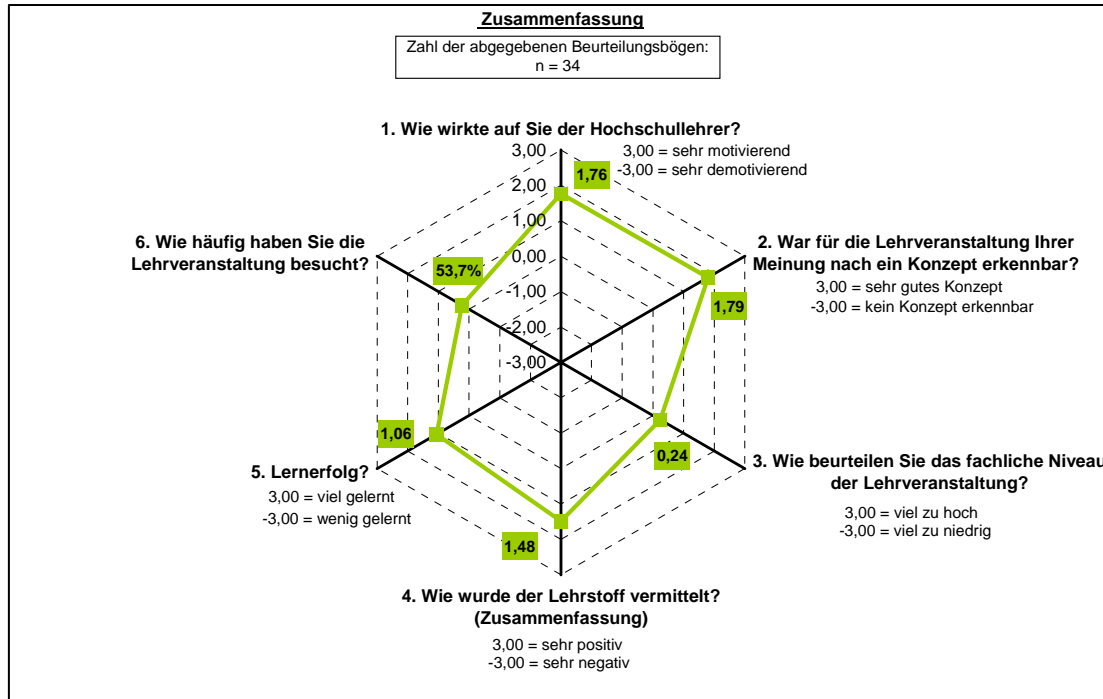 Zusammenfassung
Zahl der abgegebenen Beurteilungsbögen:
n = 34
1. Wie wirkte auf Sie der Hochschullehrer?
3,00 = sehr motivierend
-3,00 = sehr demotivierend
3,00
2,00
1,00
0,00
-1,00
-2,00
-3,00
1,76
2. War für die Lehrveranstaltung Ihrer
Meinung nach ein Konzept erkennbar?
3,00 = sehr gutes Konzept
-3,00 = kein Konzept erkennbar
1,79
3. Wie beurteilen Sie das fachliche Niveau
der Lehrveranstaltung?
3,00 = viel zu hoch
-3,00 = viel zu niedrig
0,24
4. Wie wurde der Lehrstoff vermittelt?
(Zusammenfassung)
3,00 = sehr positiv
-3,00 = sehr negativ
1,48
5. Lernerfolg?
3,00 = viel gelernt
-3,00 = wenig gelernt
1,06
6. Wie häufig haben Sie die
Lehrveranstaltung besucht?
53,7%